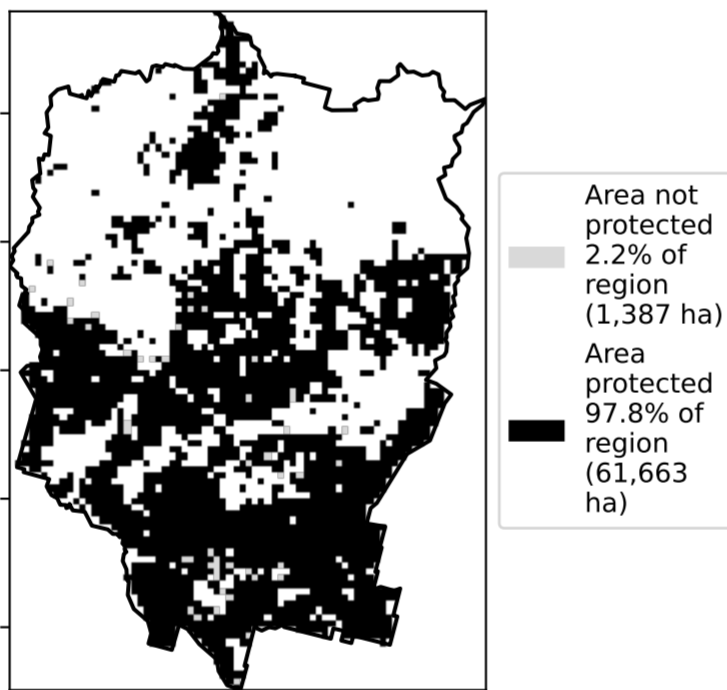 Area not
protected
2.2% of
region
(1,387 ha)
Area
protected
97.8% of
region
(61,663
ha)